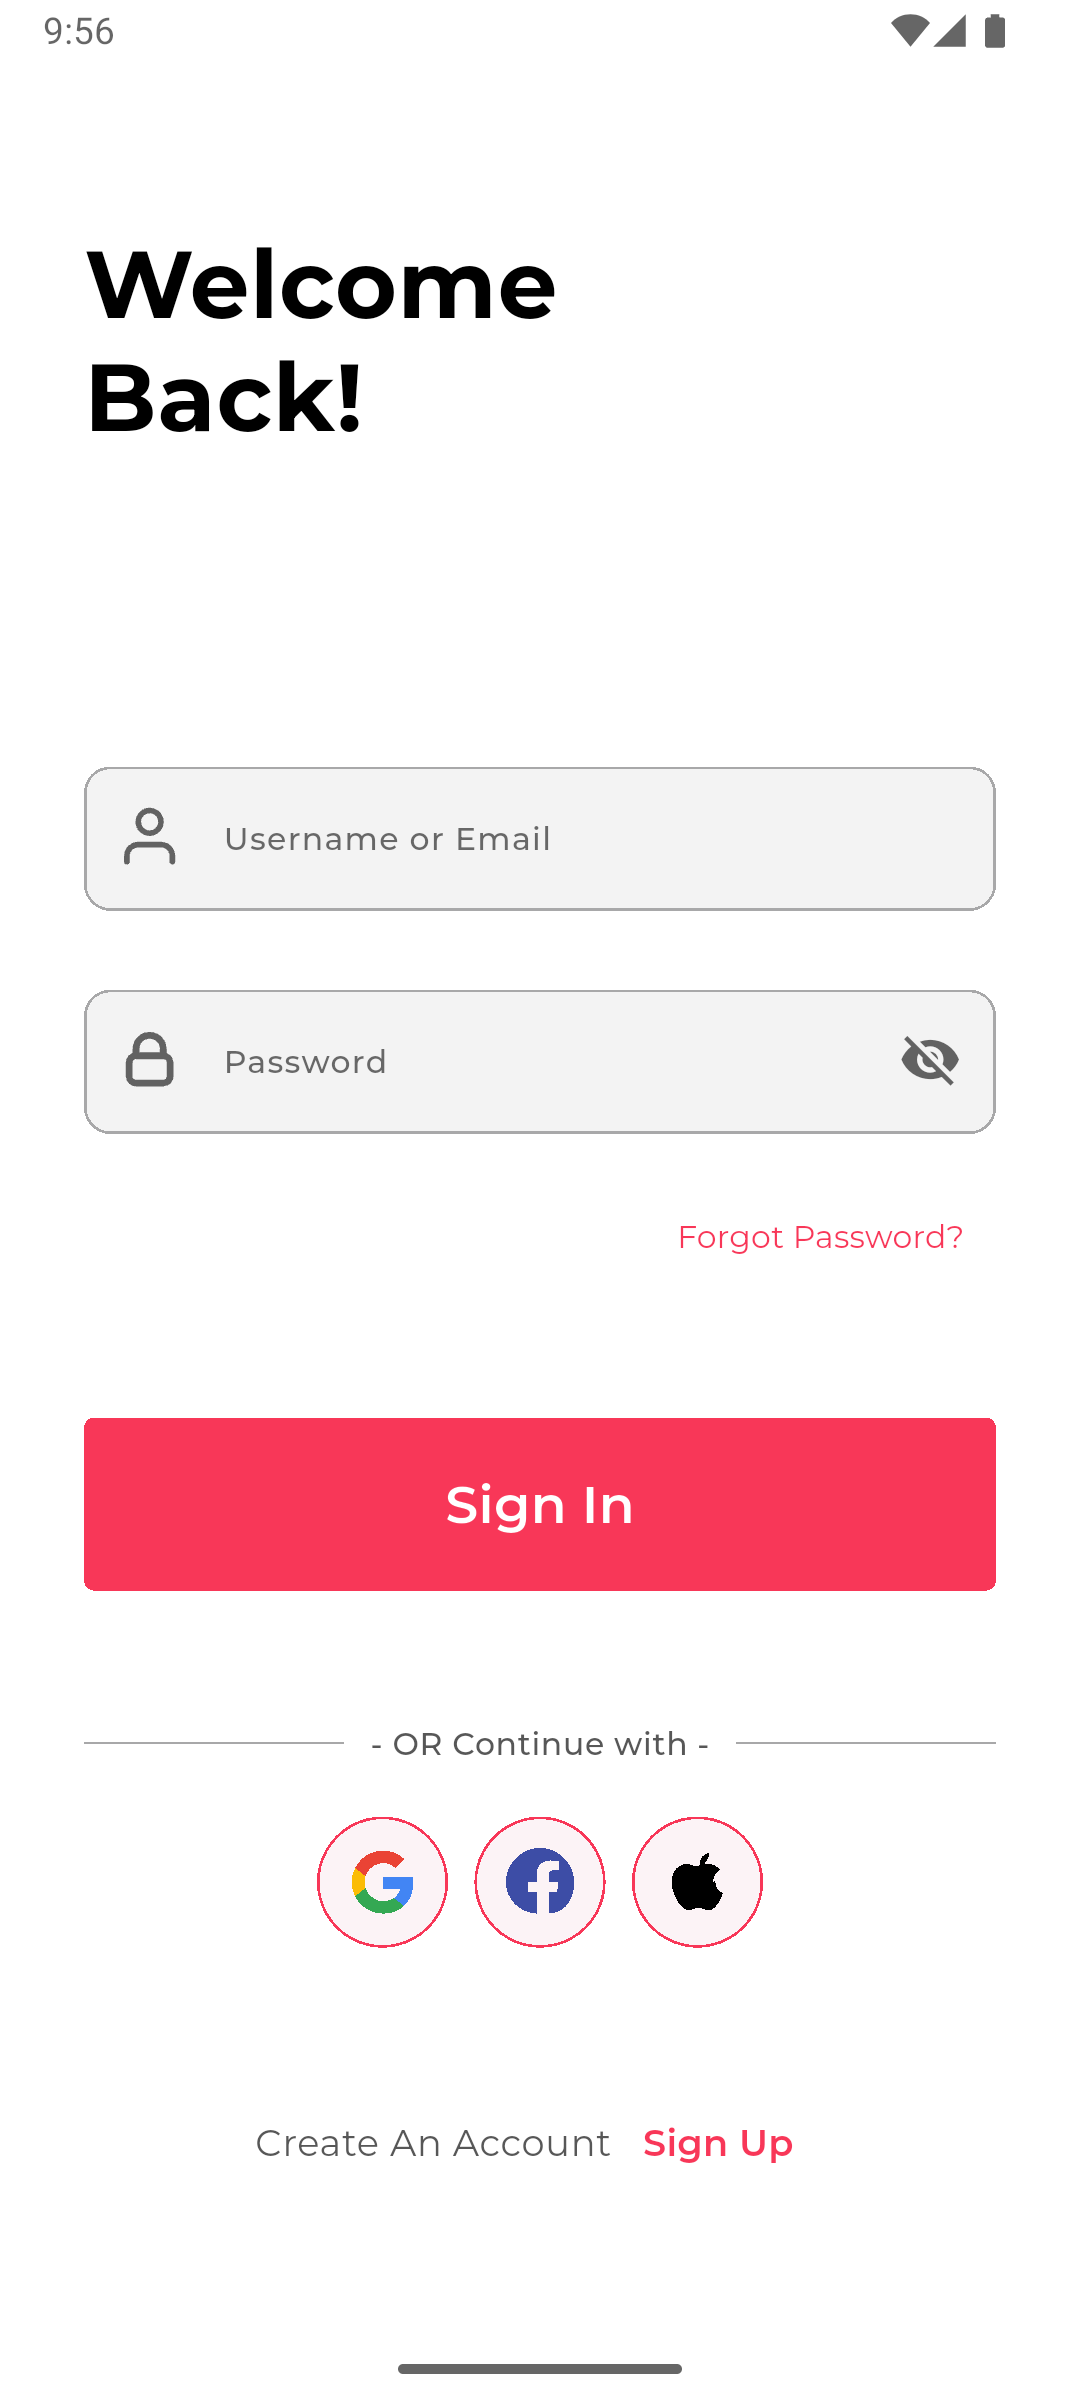 9:56
Welcome
Back!
Username or Email
Password
Forgot Password?
Sign In
- OR Continue with -
Create An Account Sign Up